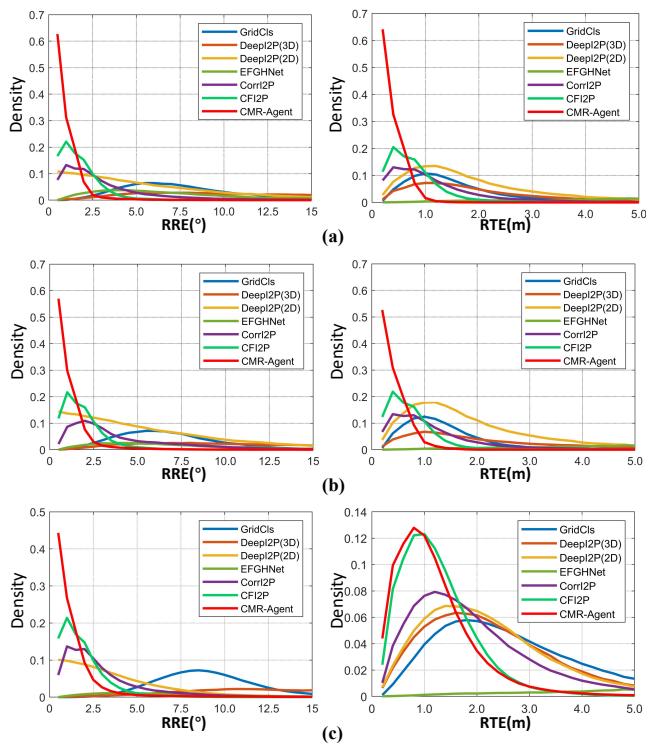 0.7
0.6
0.5
0.4
0.3
0.2
0.1
0
Density
GridCls
DeepI2P(3D)
DeepI2P(2D)
EFGHNet
CorrI2P
CFI2P
CMR-Agent
0 2.5 5.0 7.5 10.0 12.5 15
RRE(°)
0.7
0.6
0.5
0.4
0.3
0.2
0.1
0
Density
GridCls
DeepI2P(3D)
DeepI2P(2D)
EFGHNet
CorrI2P
CFI2P
CMR-Agent
0 1.0 2.0 3.0 4.0 5.0
RTE(m)
(a)
0.7
0.6
0.5
0.4
0.3
0.2
0.1
0
Density
GridCls
DeepI2P(3D)
DeepI2P(2D)
EFGHNet
CorrI2P
CFI2P
CMR-Agent
0 2.5 5.0 7.5 10.0 12.5 15
RRE(°)
0.7
0.6
0.5
0.4
0.3
0.2
0.1
0
Density
GridCls
DeepI2P(3D)
DeepI2P(2D)
EFGHNet
CorrI2P
CFI2P
CMR-Agent
0 1.0 2.0 3.0 4.0 5.0
RTE(m)
(b)
0.5
0.4
0.3
0.2
0.1
0
Density
GridCls
DeepI2P(3D)
DeepI2P(2D)
EFGHNet
CorrI2P
CFI2P
CMR-Agent
0 2.5 5.0 7.5 10.0 12.5 15
RRE(°)
0.14
0.12
0.1
0.08
0.06
0.04
0.02
0
Density
GridCls
DeepI2P(3D)
DeepI2P(2D)
EFGHNet
CorrI2P
CFI2P
CMR-Agent
0 1.0 2.0 3.0 4.0 5.0
RTE(m)
(c)